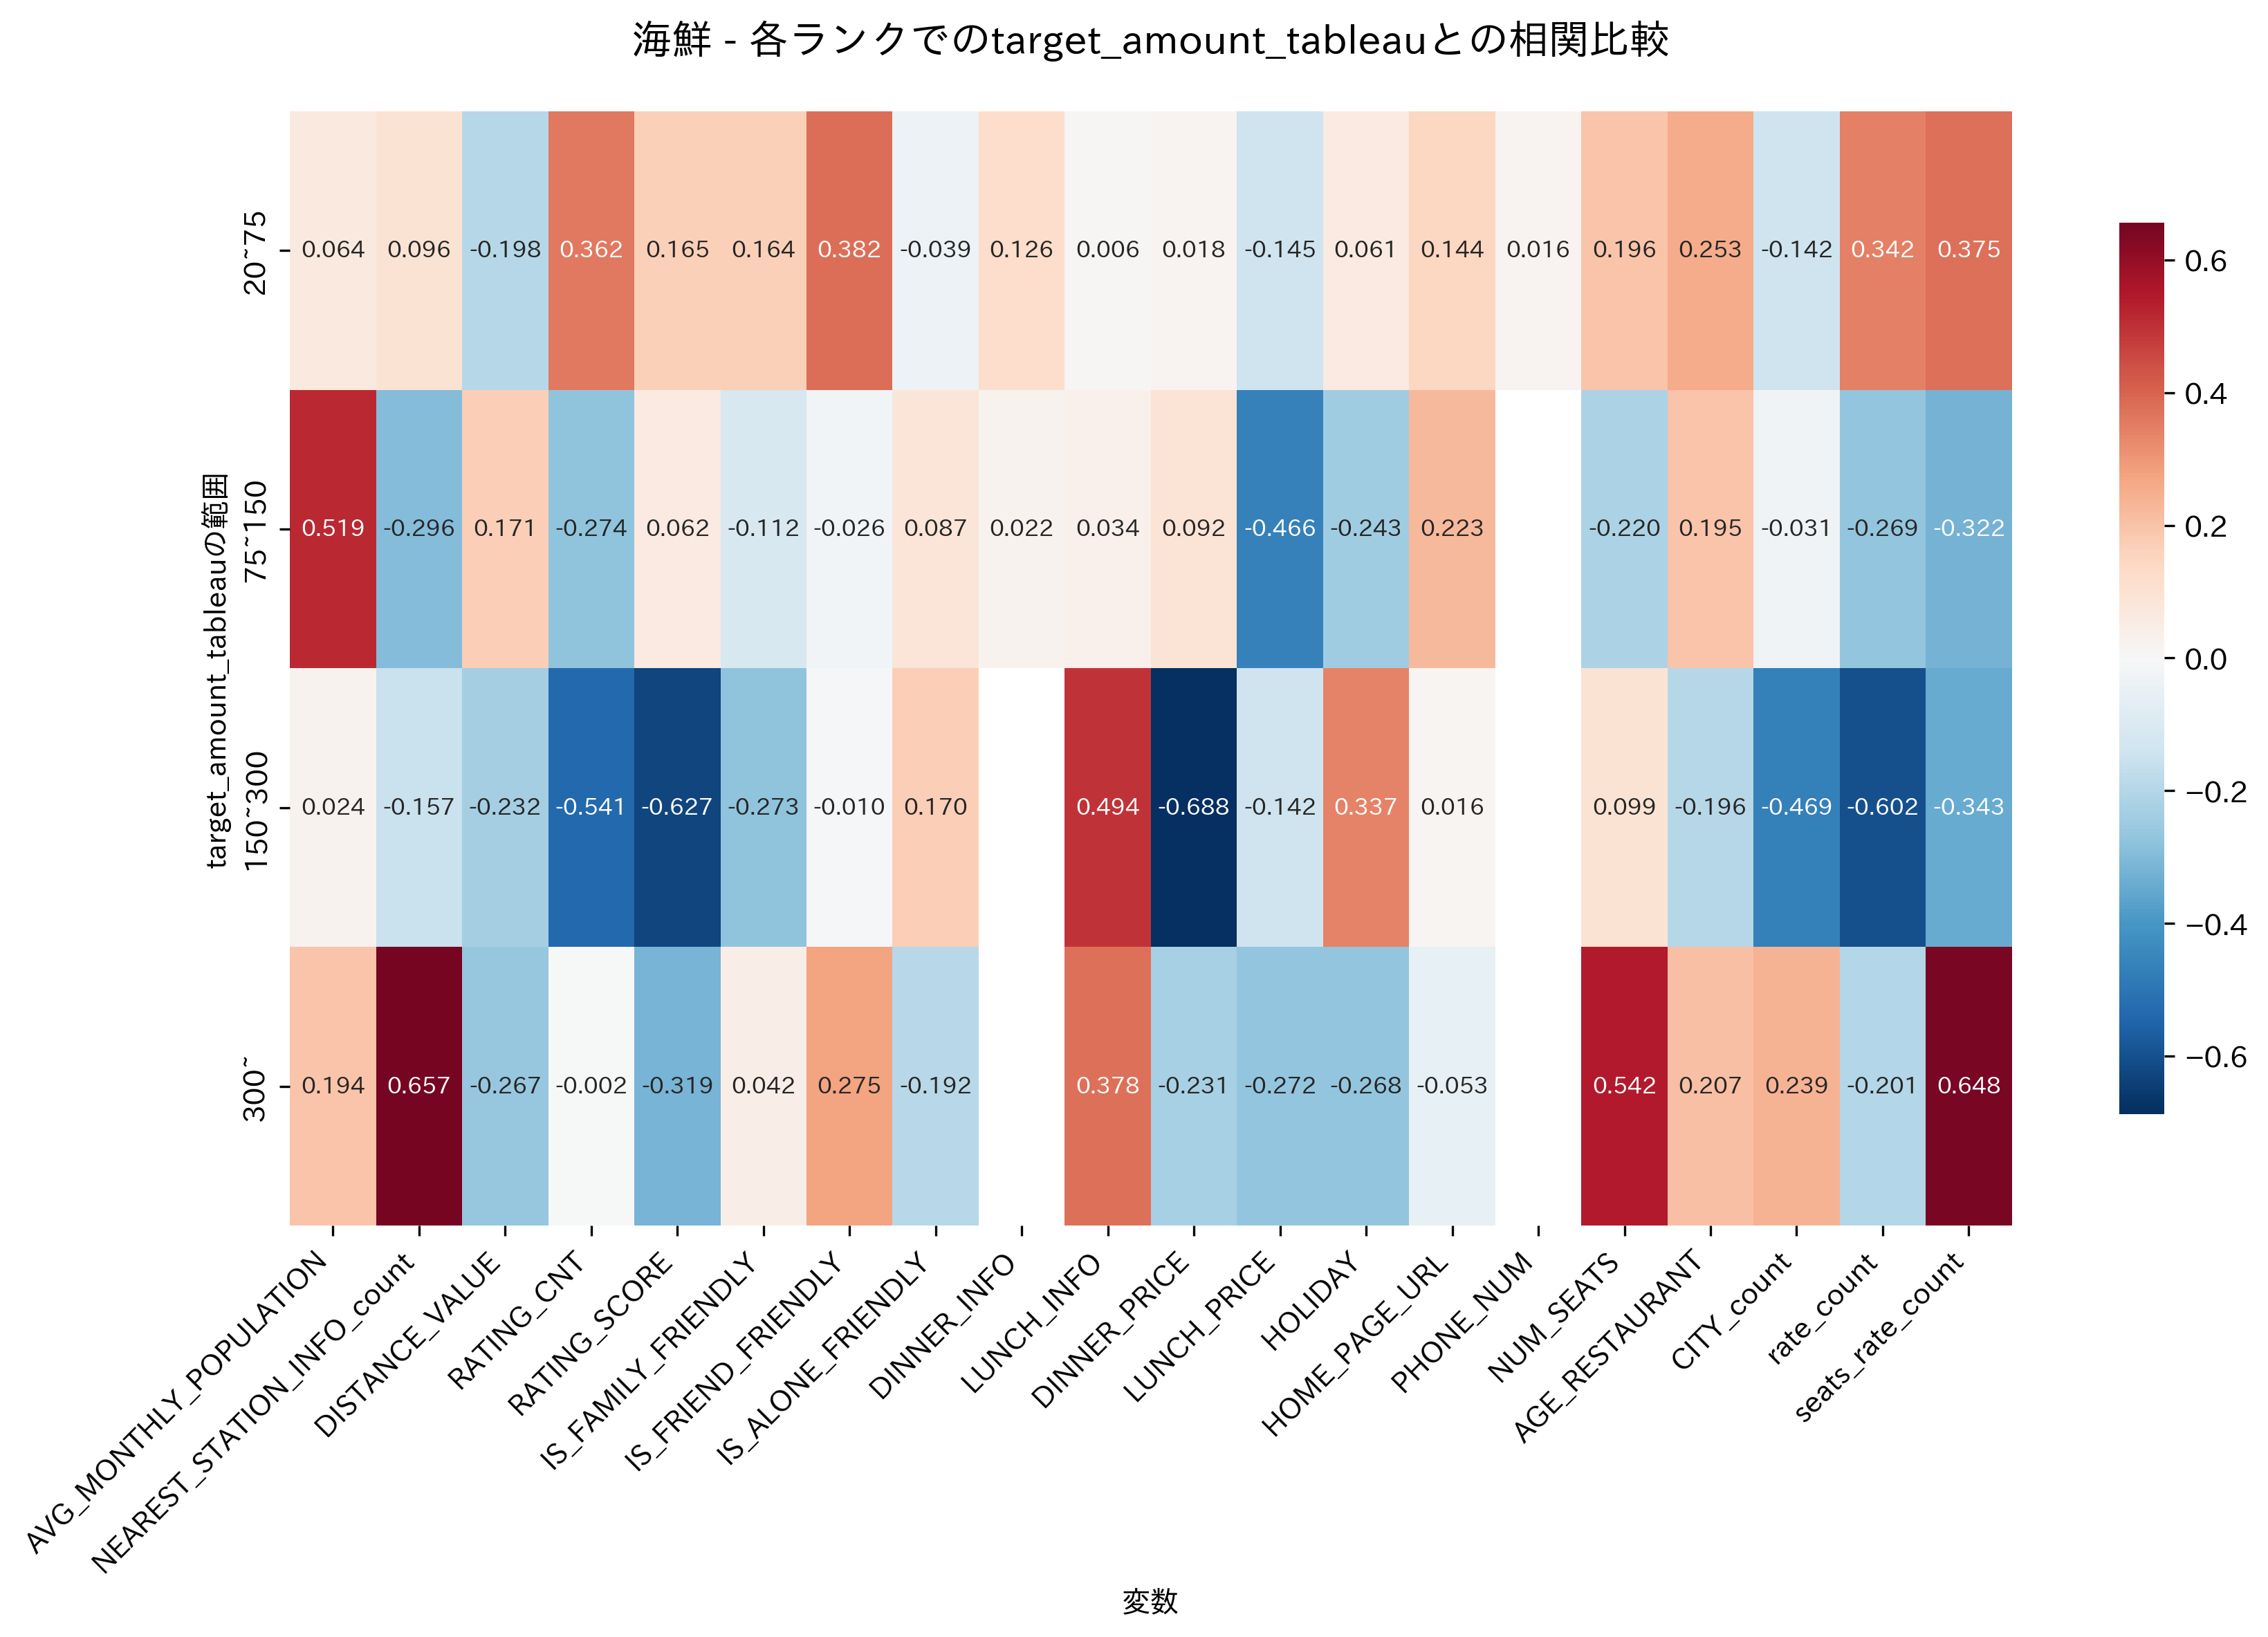 海鮮 - 各ランクでのtarget_amount_tableauとの相関比較
target_amount_tableauの範囲
20~75
0.064 0.096 -0.198 0.362 0.165 0.164 0.382 -0.039 0.126 0.006 0.018 -0.145 0.061 0.144 0.016 0.196 0.253 -0.142 0.342 0.375
75~150
0.519 -0.296 0.171 -0.274 0.062 -0.112 -0.026 0.087 0.022 0.034 0.092 -0.466 -0.243 0.223 -0.220 0.195 -0.031 -0.269 -0.322
150~300
0.024 -0.157 -0.232 -0.541 -0.627 -0.273 -0.010 0.170 0.494 -0.688 -0.142 0.337 0.016 0.099 -0.196 -0.469 -0.602 -0.343
300~
0.194 0.657 -0.267 -0.002 -0.319 0.042 0.275 -0.192 0.378 -0.231 -0.272 -0.268 -0.053 0.542 0.207 0.239 -0.201 0.648
AVG_MONTHLY_POPULATION
NEAREST_STATION_INFO_count
DISTANCE_VALUE
RATING_CNT
RATING_SCORE
IS_FAMILY_FRIENDLY
IS_FRIEND_FRIENDLY
IS_ALONE_FRIENDLY
DINNER_INFO
LUNCH_INFO
DINNER_PRICE
LUNCH_PRICE
HOLIDAY
HOME_PAGE_URL
PHONE_NUM
NUM_SEATS
AGE_RESTAURANT
CITY_count
rate_count
seats_rate_count
変数
0.6
0.4
0.2
0.0
−0.2
−0.4
−0.6